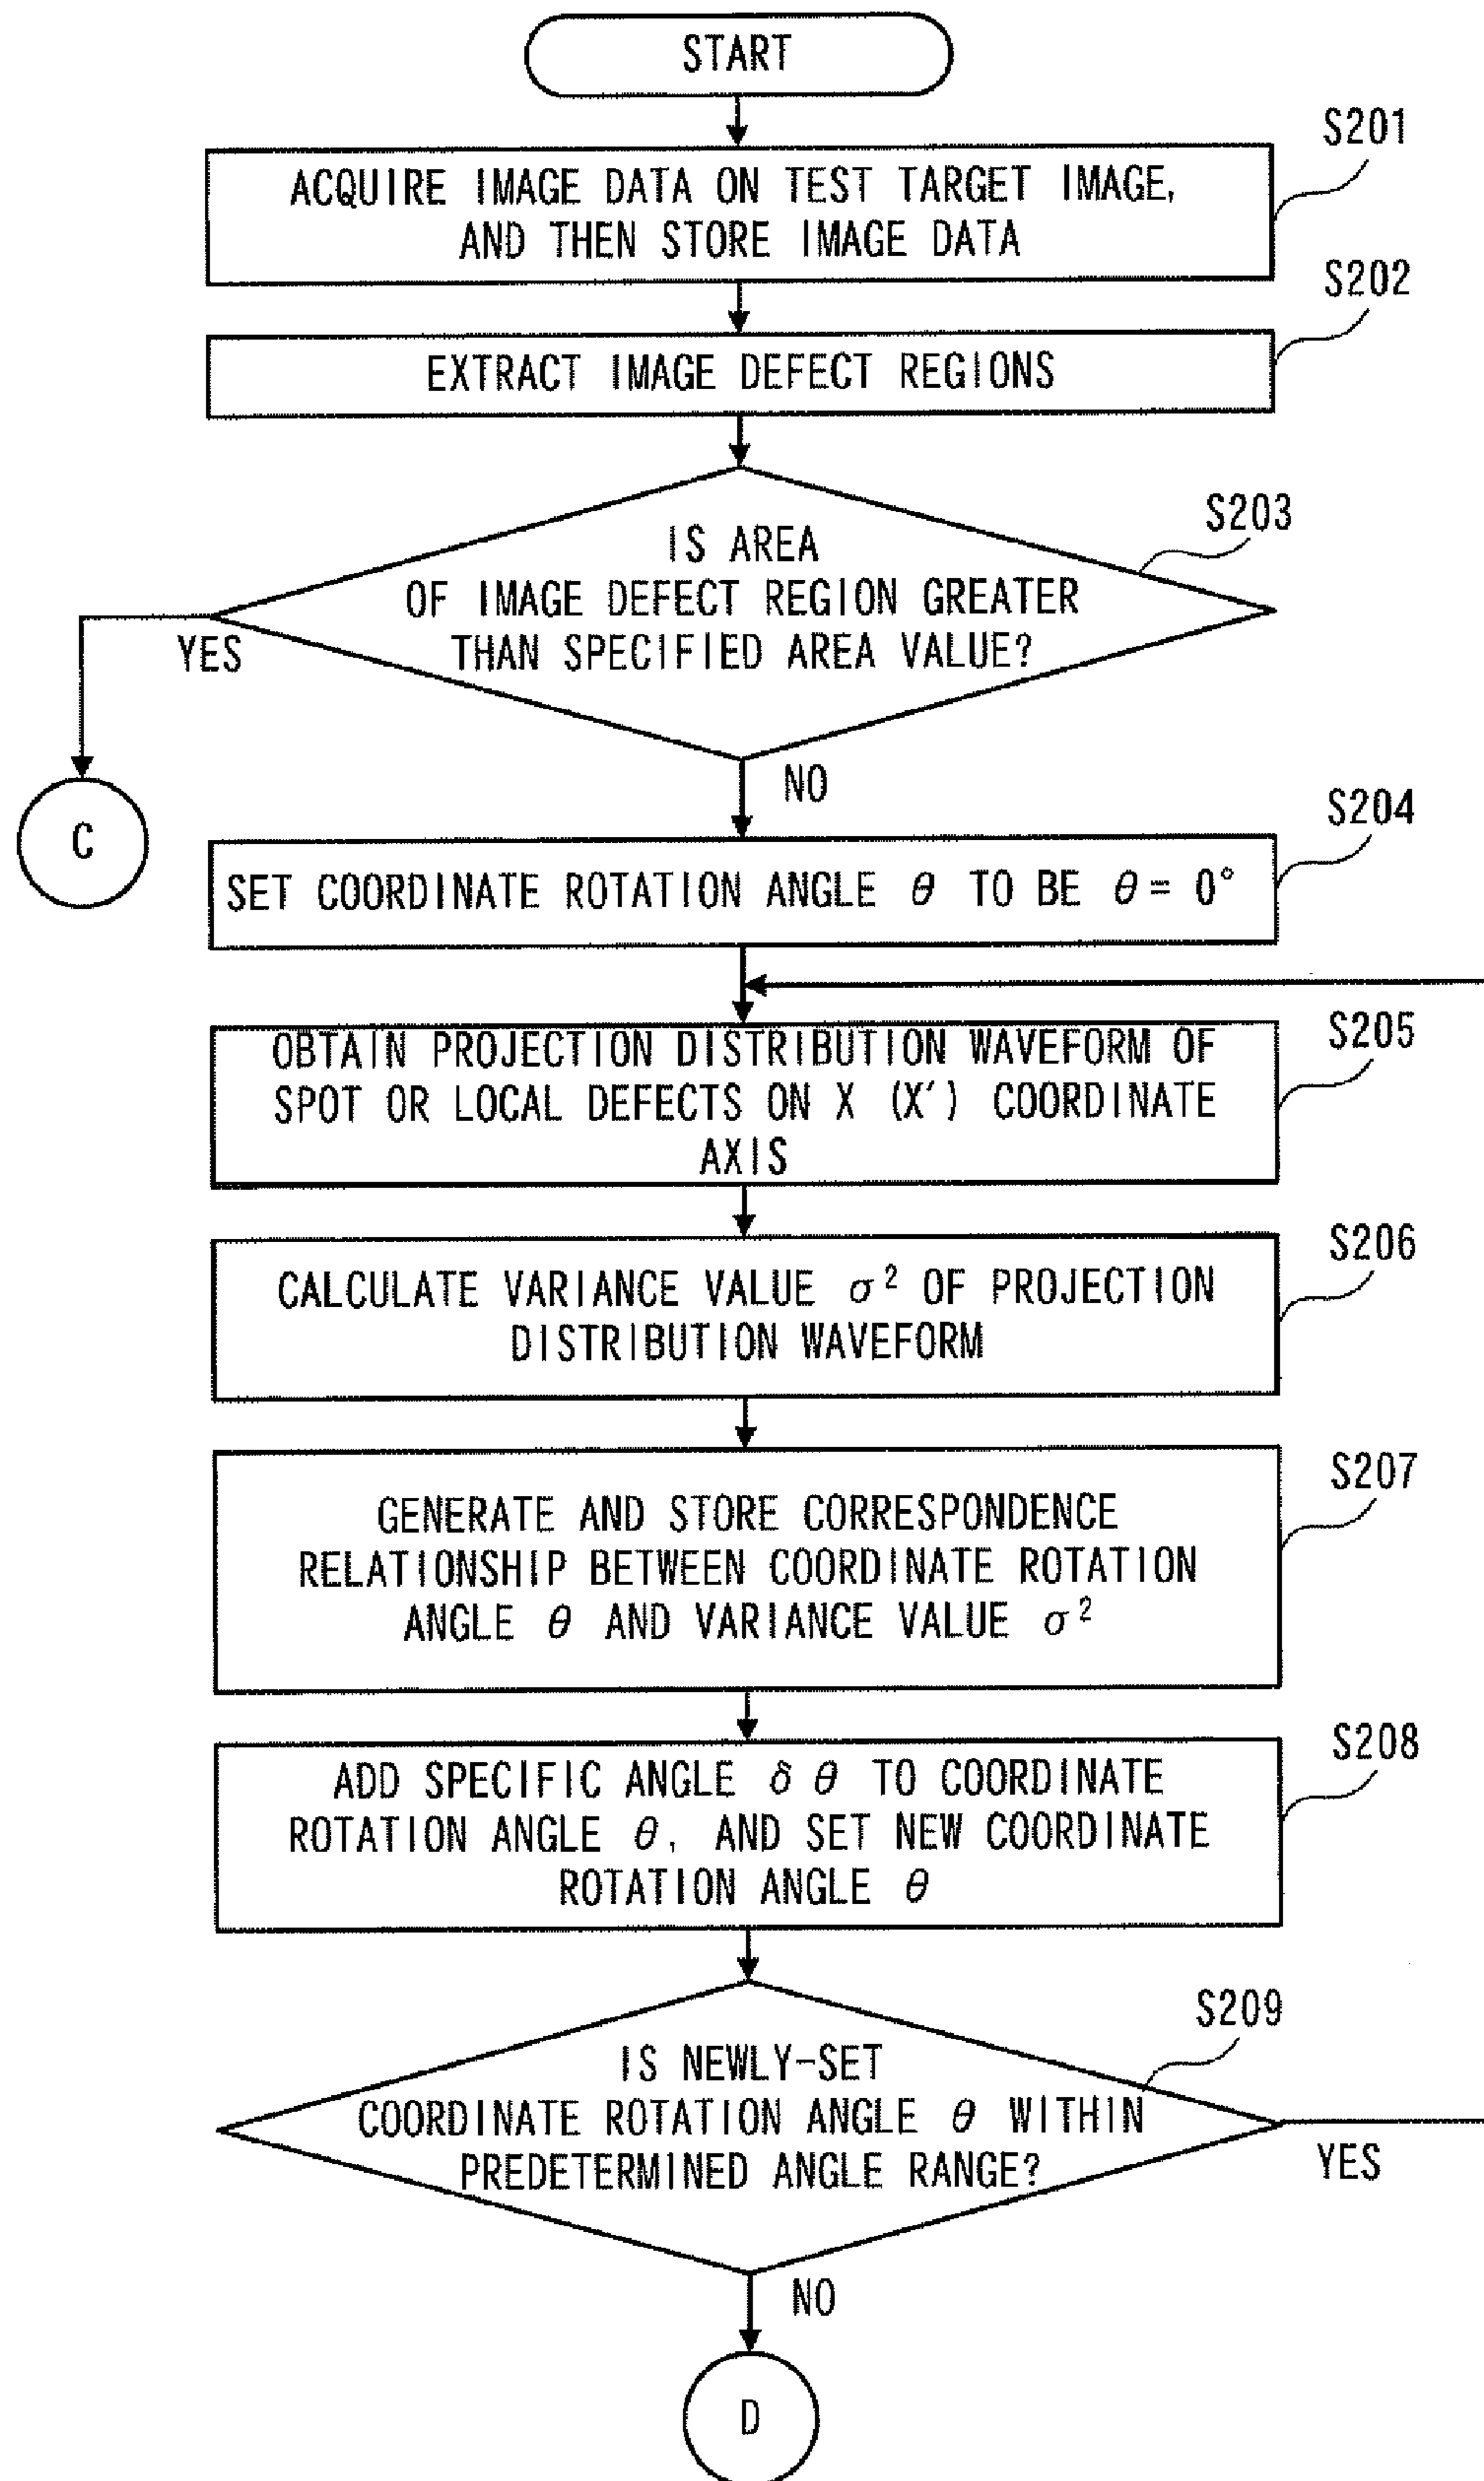 START
S201
ACQUIRE IMAGE DATA ON TEST TARGET IMAGE,
AND THEN STORE IMAGE DATA
S202
EXTRACT IMAGE DEFECT REGIONS
S203
IS AREA
OF IMAGE DEFECT REGION GREATER
THAN SPECIFIED AREA VALUE?
YES
NO
C
S204
SET COORDINATE ROTATION ANGLE θ TO BE θ = 0°
S205
OBTAIN PROJECTION DISTRIBUTION WAVEFORM OF
SPOT OR LOCAL DEFECTS ON X (X′) COORDINATE
AXIS
S206
CALCULATE VARIANCE VALUE σ² OF PROJECTION
DISTRIBUTION WAVEFORM
S207
GENERATE AND STORE CORRESPONDENCE
RELATIONSHIP BETWEEN COORDINATE ROTATION
ANGLE θ AND VARIANCE VALUE σ²
S208
ADD SPECIFIC ANGLE δ θ TO COORDINATE
ROTATION ANGLE θ, AND SET NEW COORDINATE
ROTATION ANGLE θ
S209
IS NEWLY-SET
COORDINATE ROTATION ANGLE θ WITHIN
PREDETERMINED ANGLE RANGE?
YES
NO
D